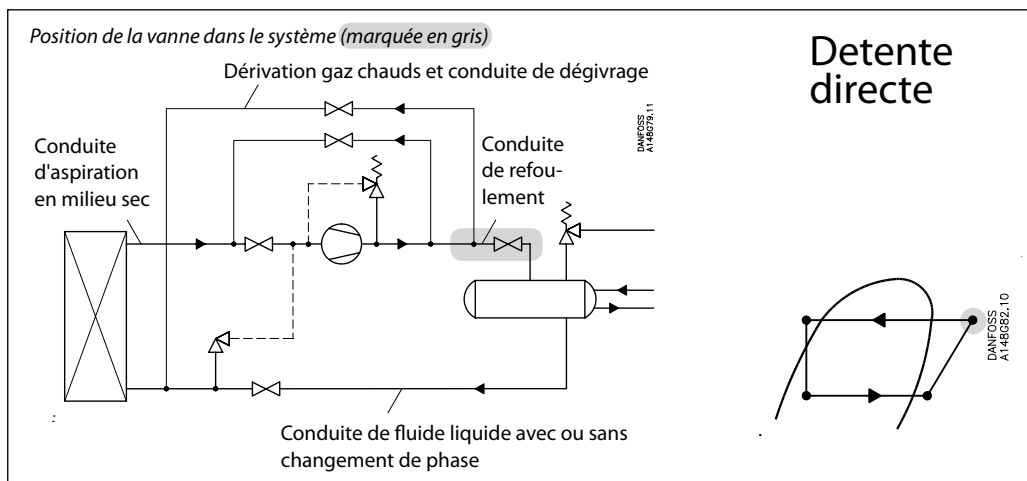 Position de la vanne dans le système (marquée en gris)
Dérivation gaz chauds et conduite de dégivrage
Detente
directe
DANFOSS
A148G79.11
Conduite
d'aspiration
en milieu sec
Conduite
de refou-
lement
DANFOSS
A148G82.10
Conduite de fluide liquide avec ou sans
changement de phase